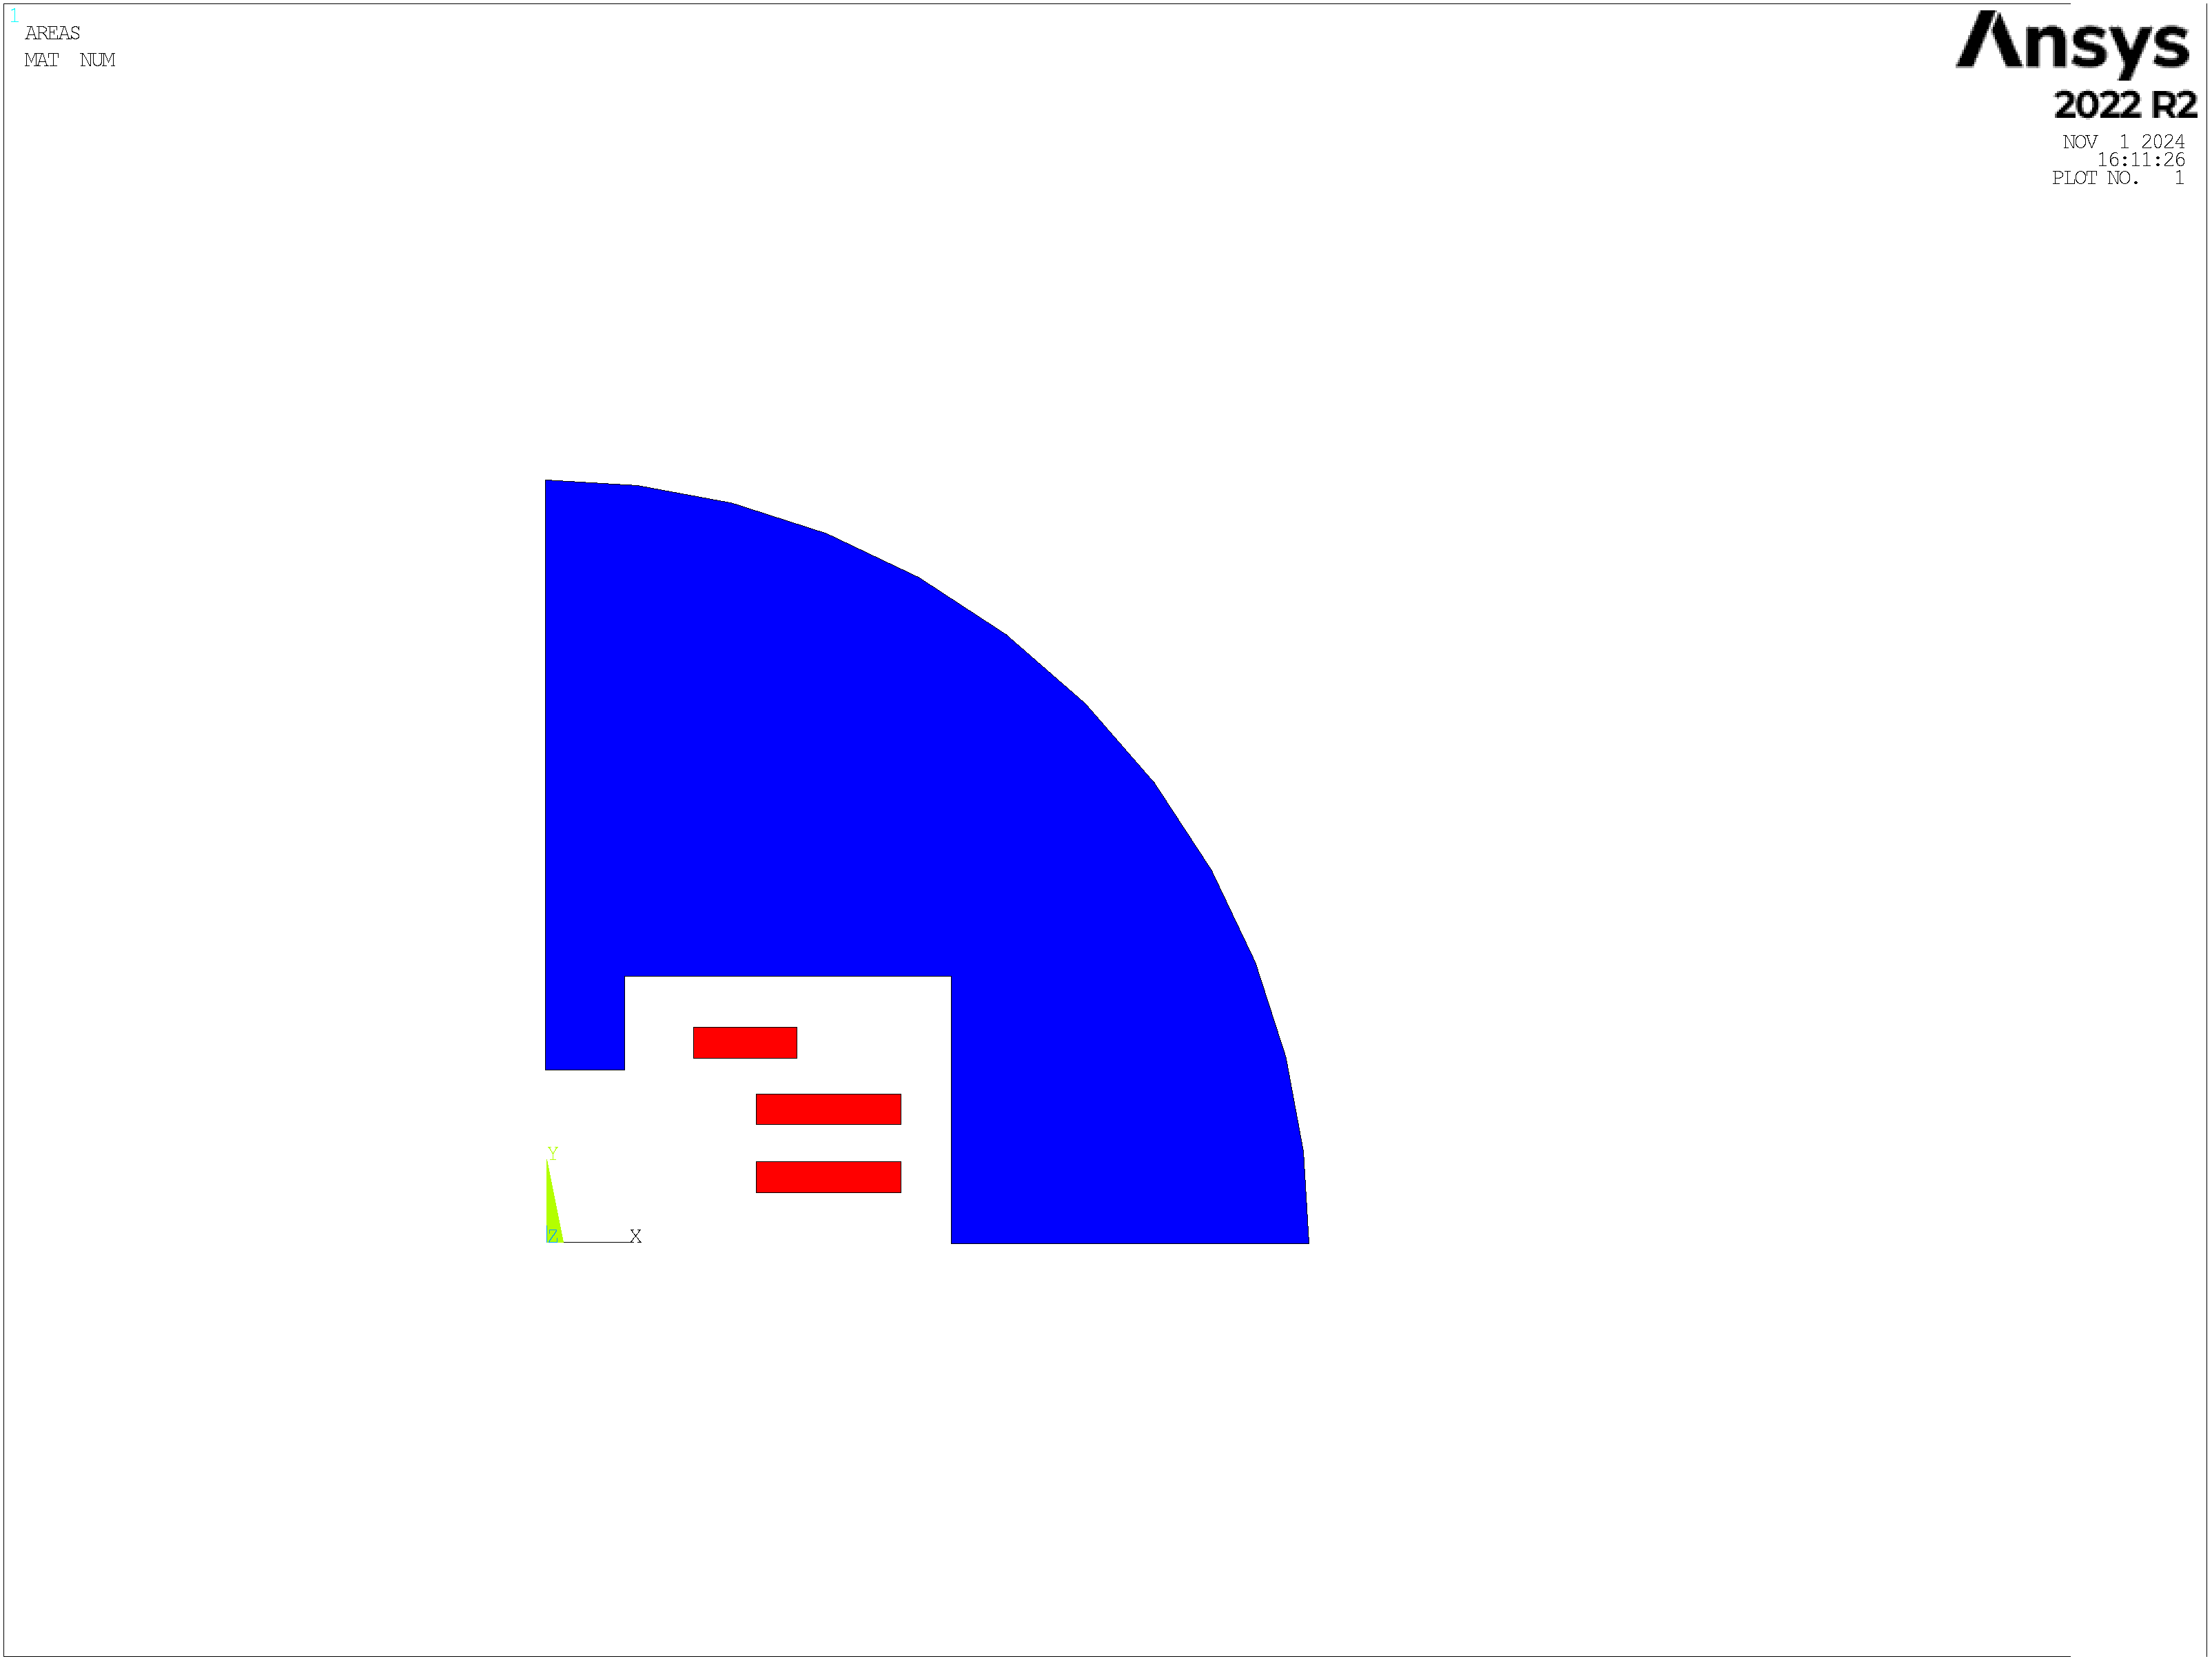 1
AREAS
MAT NUM
Ansys
2022 R2
NOV 1 2024
16:11:26
PLOT NO. 1
Y
Z
X